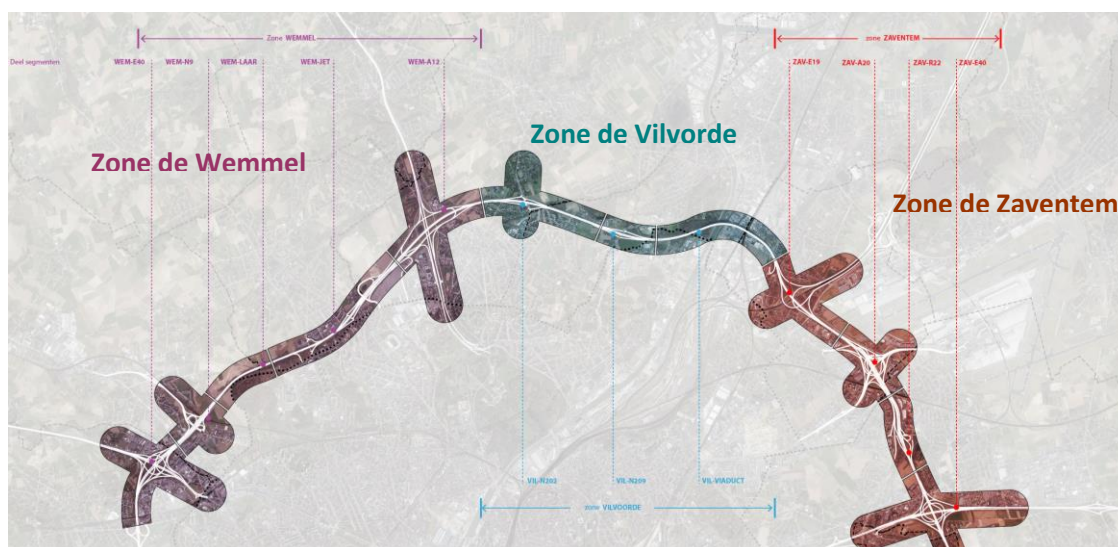 Zone WEMMEL
zone ZAVENTEM
Deel segmenten
WEM-E40
WEM-N9
WEM-LAAR
WEM-JET
WEM-A12
ZAV-E19
ZAV-A20
ZAV-R22
ZAV-E40
Zone de Vilvorde
Zone de Wemmel
Zone de Zaventem
VIL-N202
VIL-N209
VIL-VIADUCT
zone VILVOORDE